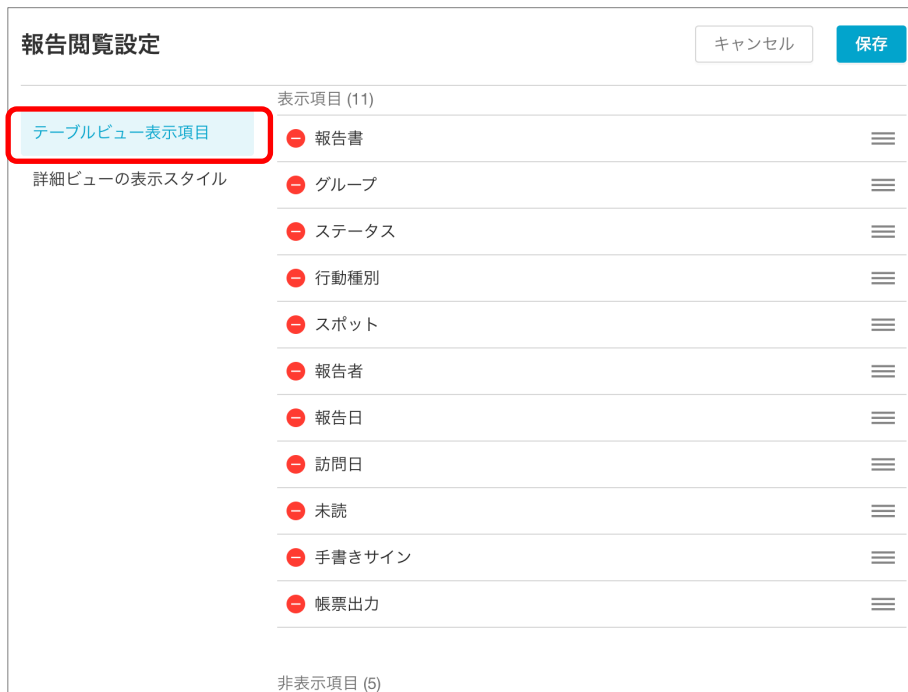 報告閲覧設定
キャンセル
保存
テーブルビュー表示項目
詳細ビューの表示スタイル
表示項目 (11)
報告書
グループ
ステータス
行動種別
スポット
報告者
報告日
訪問日
未読
手書きサイン
帳票出力
非表示項目 (5)